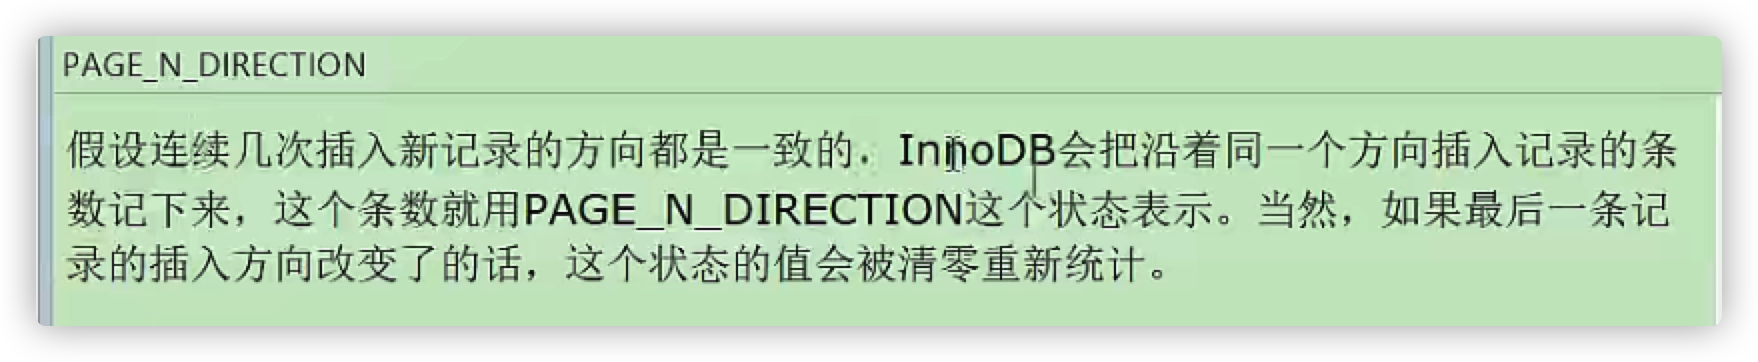 PAGE_N_DIRECTION
假设连续几次插入新记录的方向都是一致的，InnoDB会把沿着同一个方向插入记录的条
数记下来，这个条数就用PAGE_N_DIRECTION这个状态表示。当然，如果最后一条记
录的插入方向改变了的话，这个状态的值会被清零重新统计。